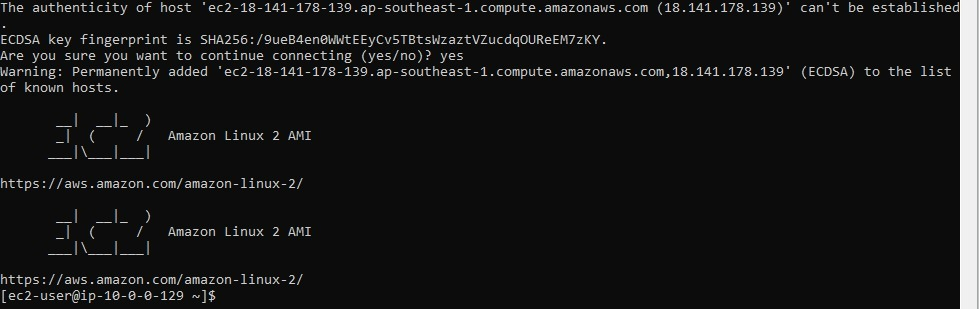 The authenticity of host 'ec2-18-141-178-139.ap-southeast-1.compute.amazonaws.com (18.141.178.139)' can't be established
.
ECDSA key fingerprint is SHA256:/9ueB4en0WWtEEyCv5TBtsWzaztVZucdqOUReEM7zKY.
Are you sure you want to continue connecting (yes/no)? yes
Warning: Permanently added 'ec2-18-141-178-139.ap-southeast-1.compute.amazonaws.com,18.141.178.139' (ECDSA) to the list
of known hosts.

       __|  __|_  )
       _|  (     /   Amazon Linux 2 AMI
      ___|\___|___|

https://aws.amazon.com/amazon-linux-2/

       __|  __|_  )
       _|  (     /   Amazon Linux 2 AMI
      ___|\___|___|

https://aws.amazon.com/amazon-linux-2/
[ec2-user@ip-10-0-0-129 ~]$